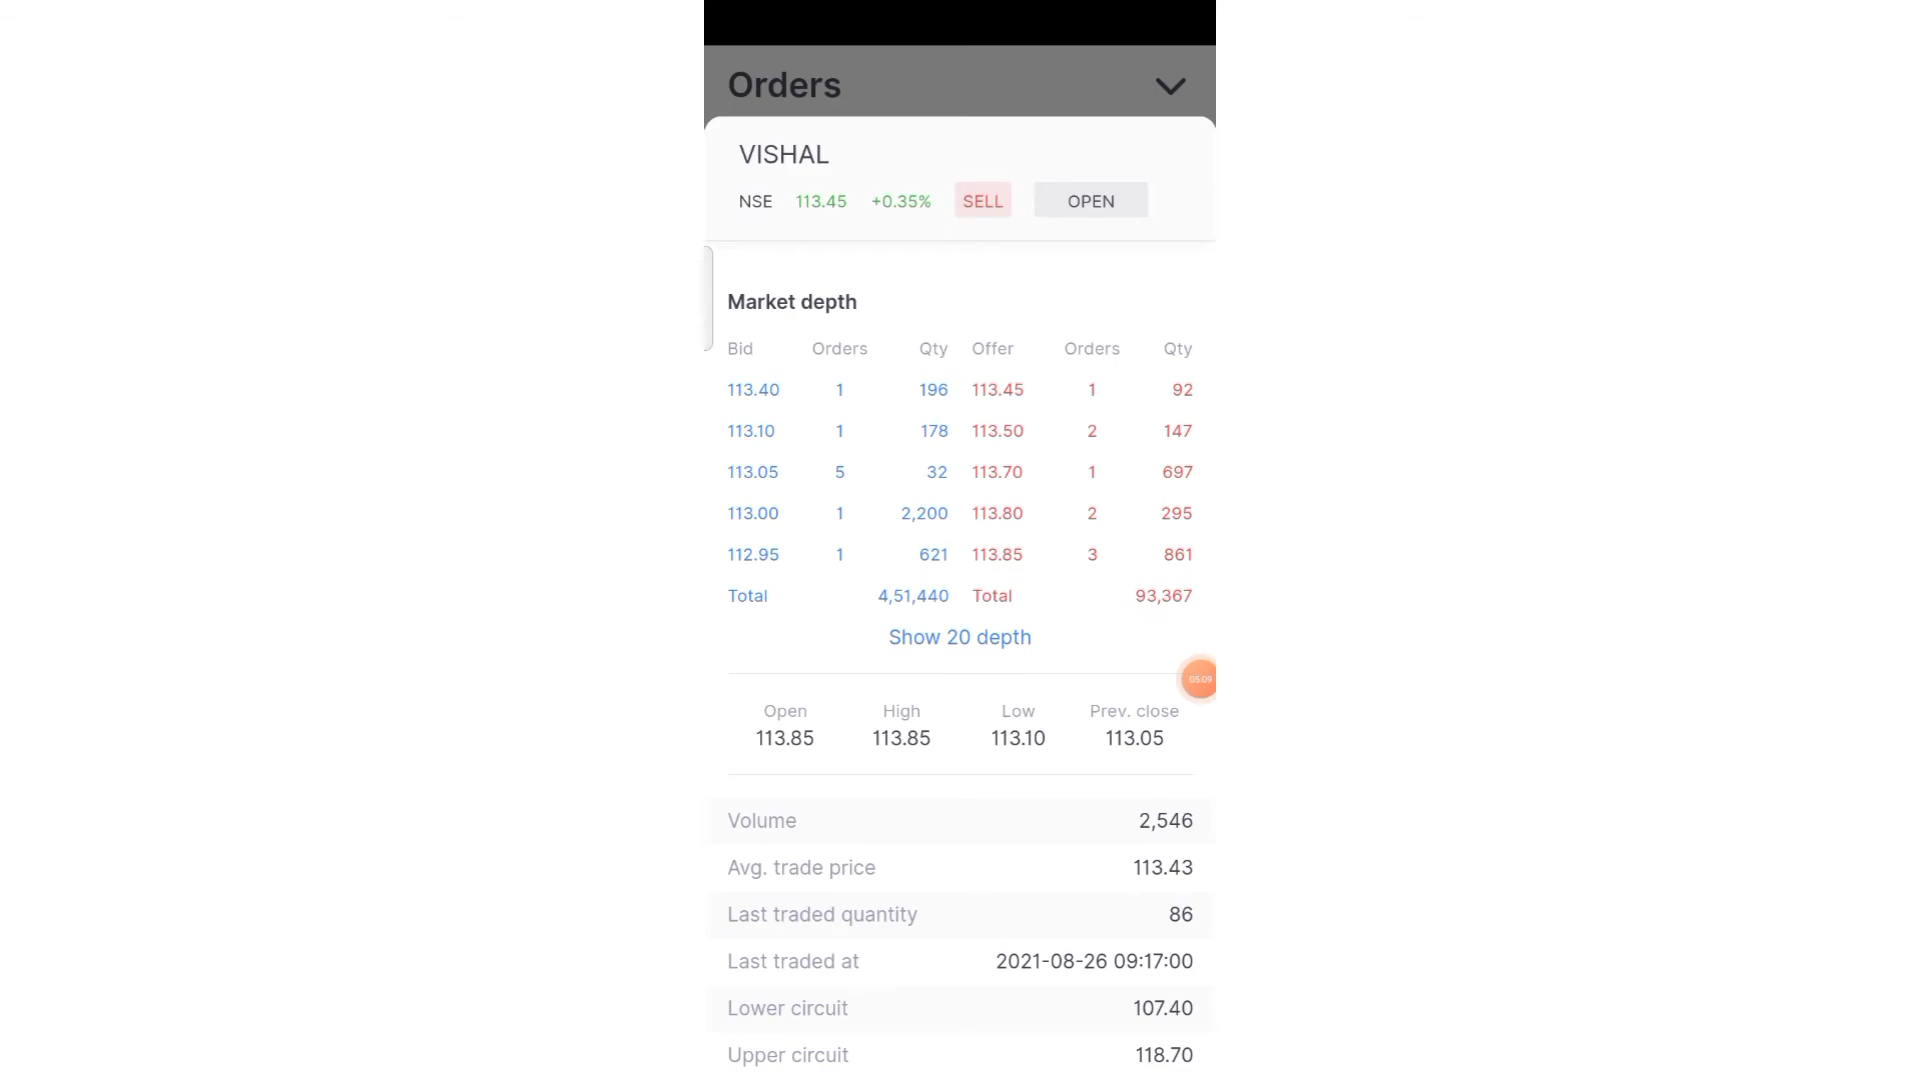 Orders
VISHAL
NSE 113.45 +0.35% SELL OPEN
Market depth
Bid Orders Qty Offer Orders Qty
113.40 1 196 113.45 1 92
113.10 1 178 113.50 2 147
113.05 5 32 113.70 1 697
113.00 1 2,200 113.80 2 295
112.95 1 621 113.85 3 861
Total 4,51,440 Total 93,367
Show 20 depth
05:09
Open High Low Prev. close
113.85 113.85 113.10 113.05
Volume 2,546
Avg. trade price 113.43
Last traded quantity 86
Last traded at 2021-08-26 09:17:00
Lower circuit 107.40
Upper circuit 118.70